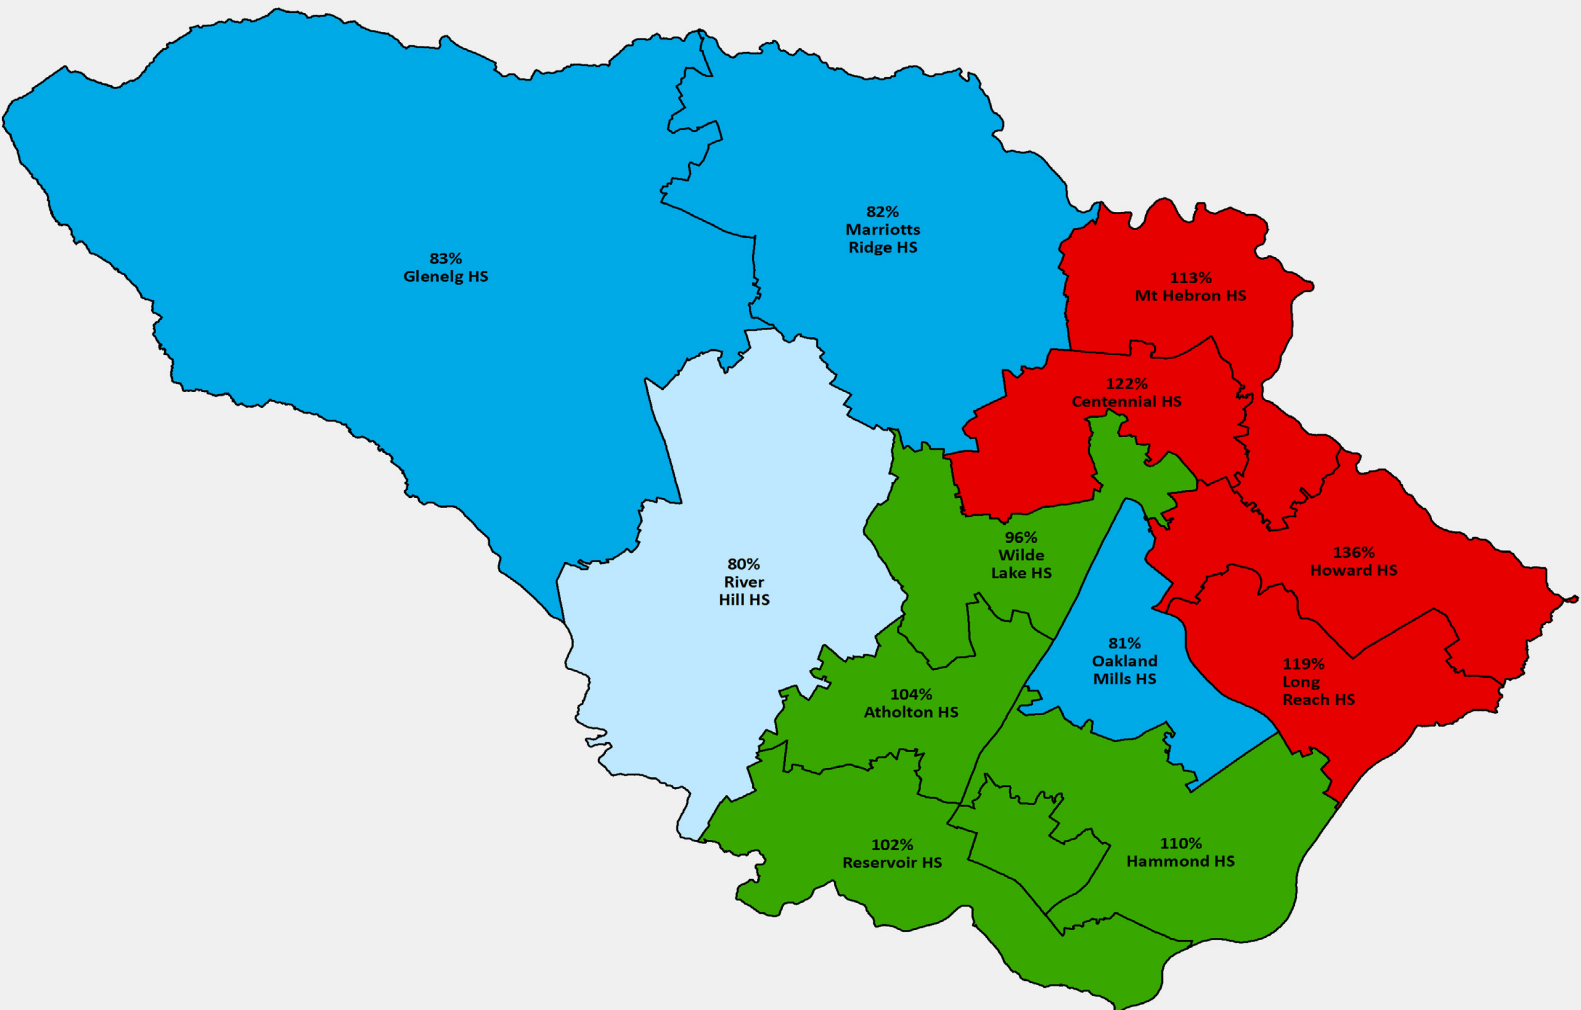 82%
Marriotts
Ridge HS
83%
Glenelg HS
113%
Mt Hebron HS
122%
Centennial HS
96%
Wilde
Lake HS
136%
Howard HS
80%
River
Hill HS
81%
Oakland
Mills HS
119%
Long
Reach HS
104%
Atholton HS
102%
Reservoir HS
110%
Hammond HS